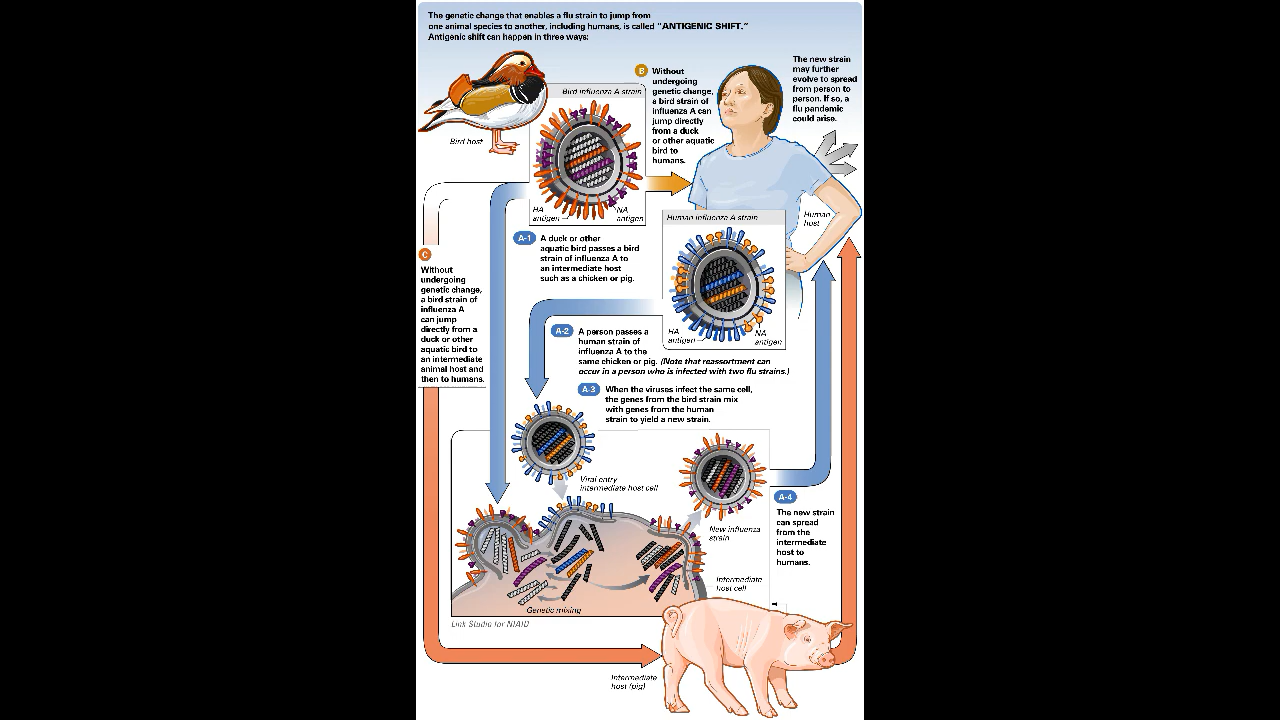 The genetic change that enables a flu strain to jump from
one animal species to another, including humans, is called "ANTIGENIC SHIFT."
Antigenic shift can happen in three ways:
B
Without
undergoing
genetic change,
a bird strain of
influenza A can
jump directly
from a duck
or other aquatic
bird to
humans.
The new strain
may further
evolve to spread
from person to
person. If so, a
flu pandemic
could arise.
Bird influenza A strain
Bird host
HA
antigen
NA
antigen
Human
host
Human influenza A strain
HA
antigen
NA
antigen
A-1
A duck or other
aquatic bird passes a bird
strain of influenza A to
an intermediate host
such as a chicken or pig.
C
Without
undergoing
genetic change,
a bird strain of
influenza A
can jump
directly from a
duck or other
aquatic bird to
an intermediate
animal host and
then to humans.
A-2
A person passes a
human strain of
influenza A to the
same chicken or pig. (Note that reassortment can
occur in a person who is infected with two flu strains.)
A-3
When the viruses infect the same cell,
the genes from the bird strain mix
with genes from the human
strain to yield a new strain.
Viral entry
intermediate host cell
A-4
The new strain
can spread
from the
intermediate
host to
humans.
New influenza
strain
Intermediate
host cell
Genetic mixing
Link Studio for NIAID
Intermediate
host (pig)